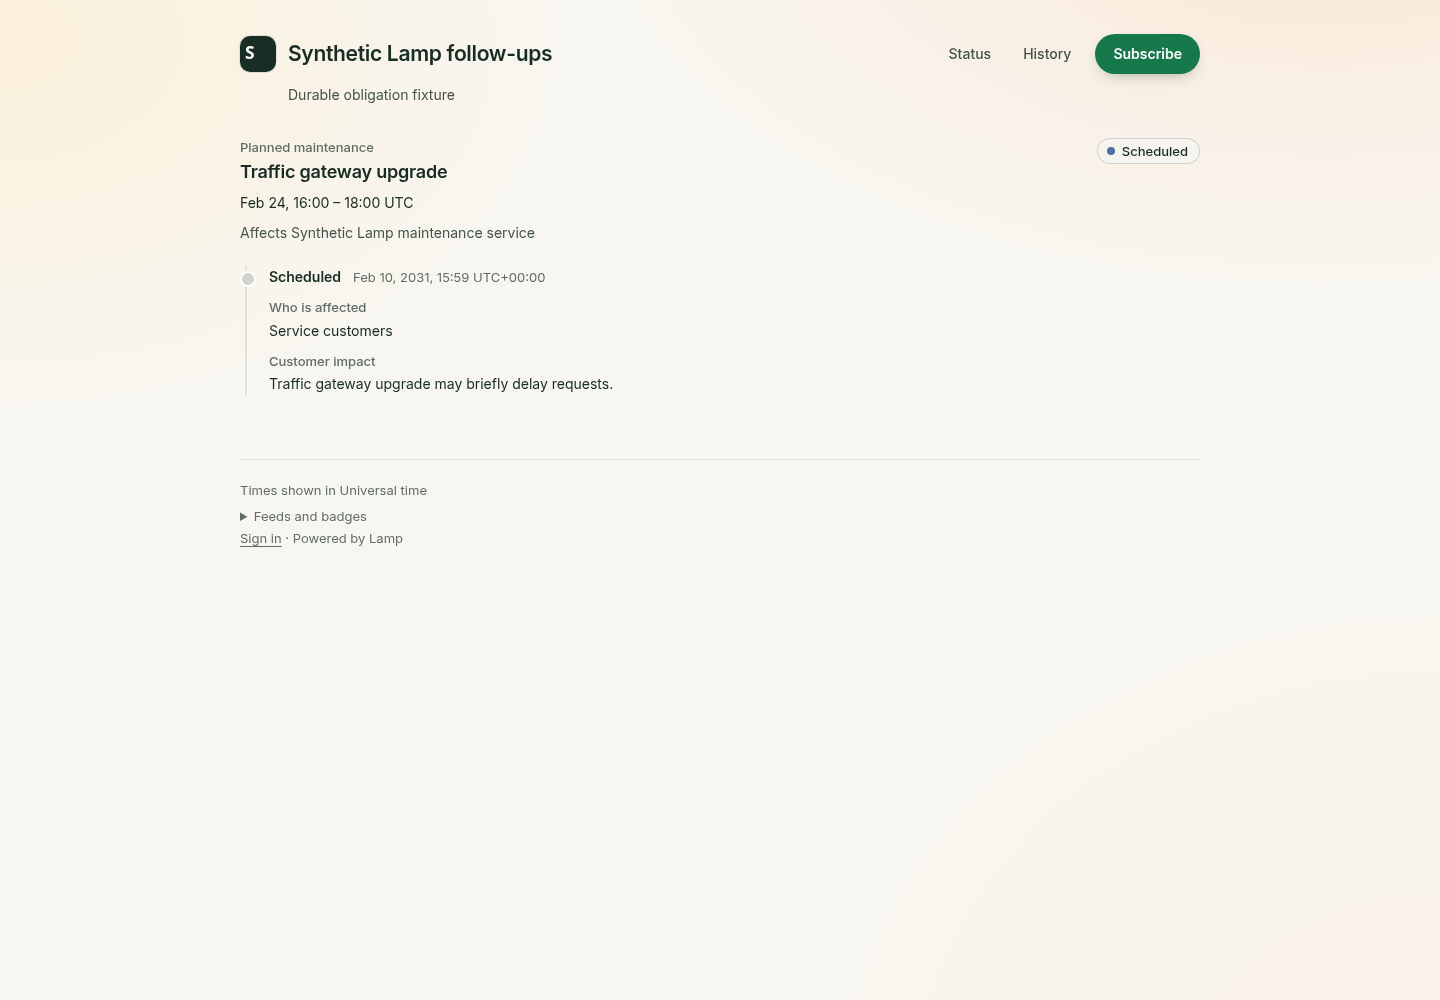 S
Synthetic Lamp follow-ups
Status
History
Subscribe
Durable obligation fixture
Planned maintenance
Scheduled
Traffic gateway upgrade
Feb 24, 16:00 – 18:00 UTC
Affects Synthetic Lamp maintenance service
Scheduled Feb 10, 2031, 15:59 UTC+00:00
Who is affected
Service customers
Customer impact
Traffic gateway upgrade may briefly delay requests.
Times shown in Universal time
Feeds and badges
Sign in · Powered by Lamp